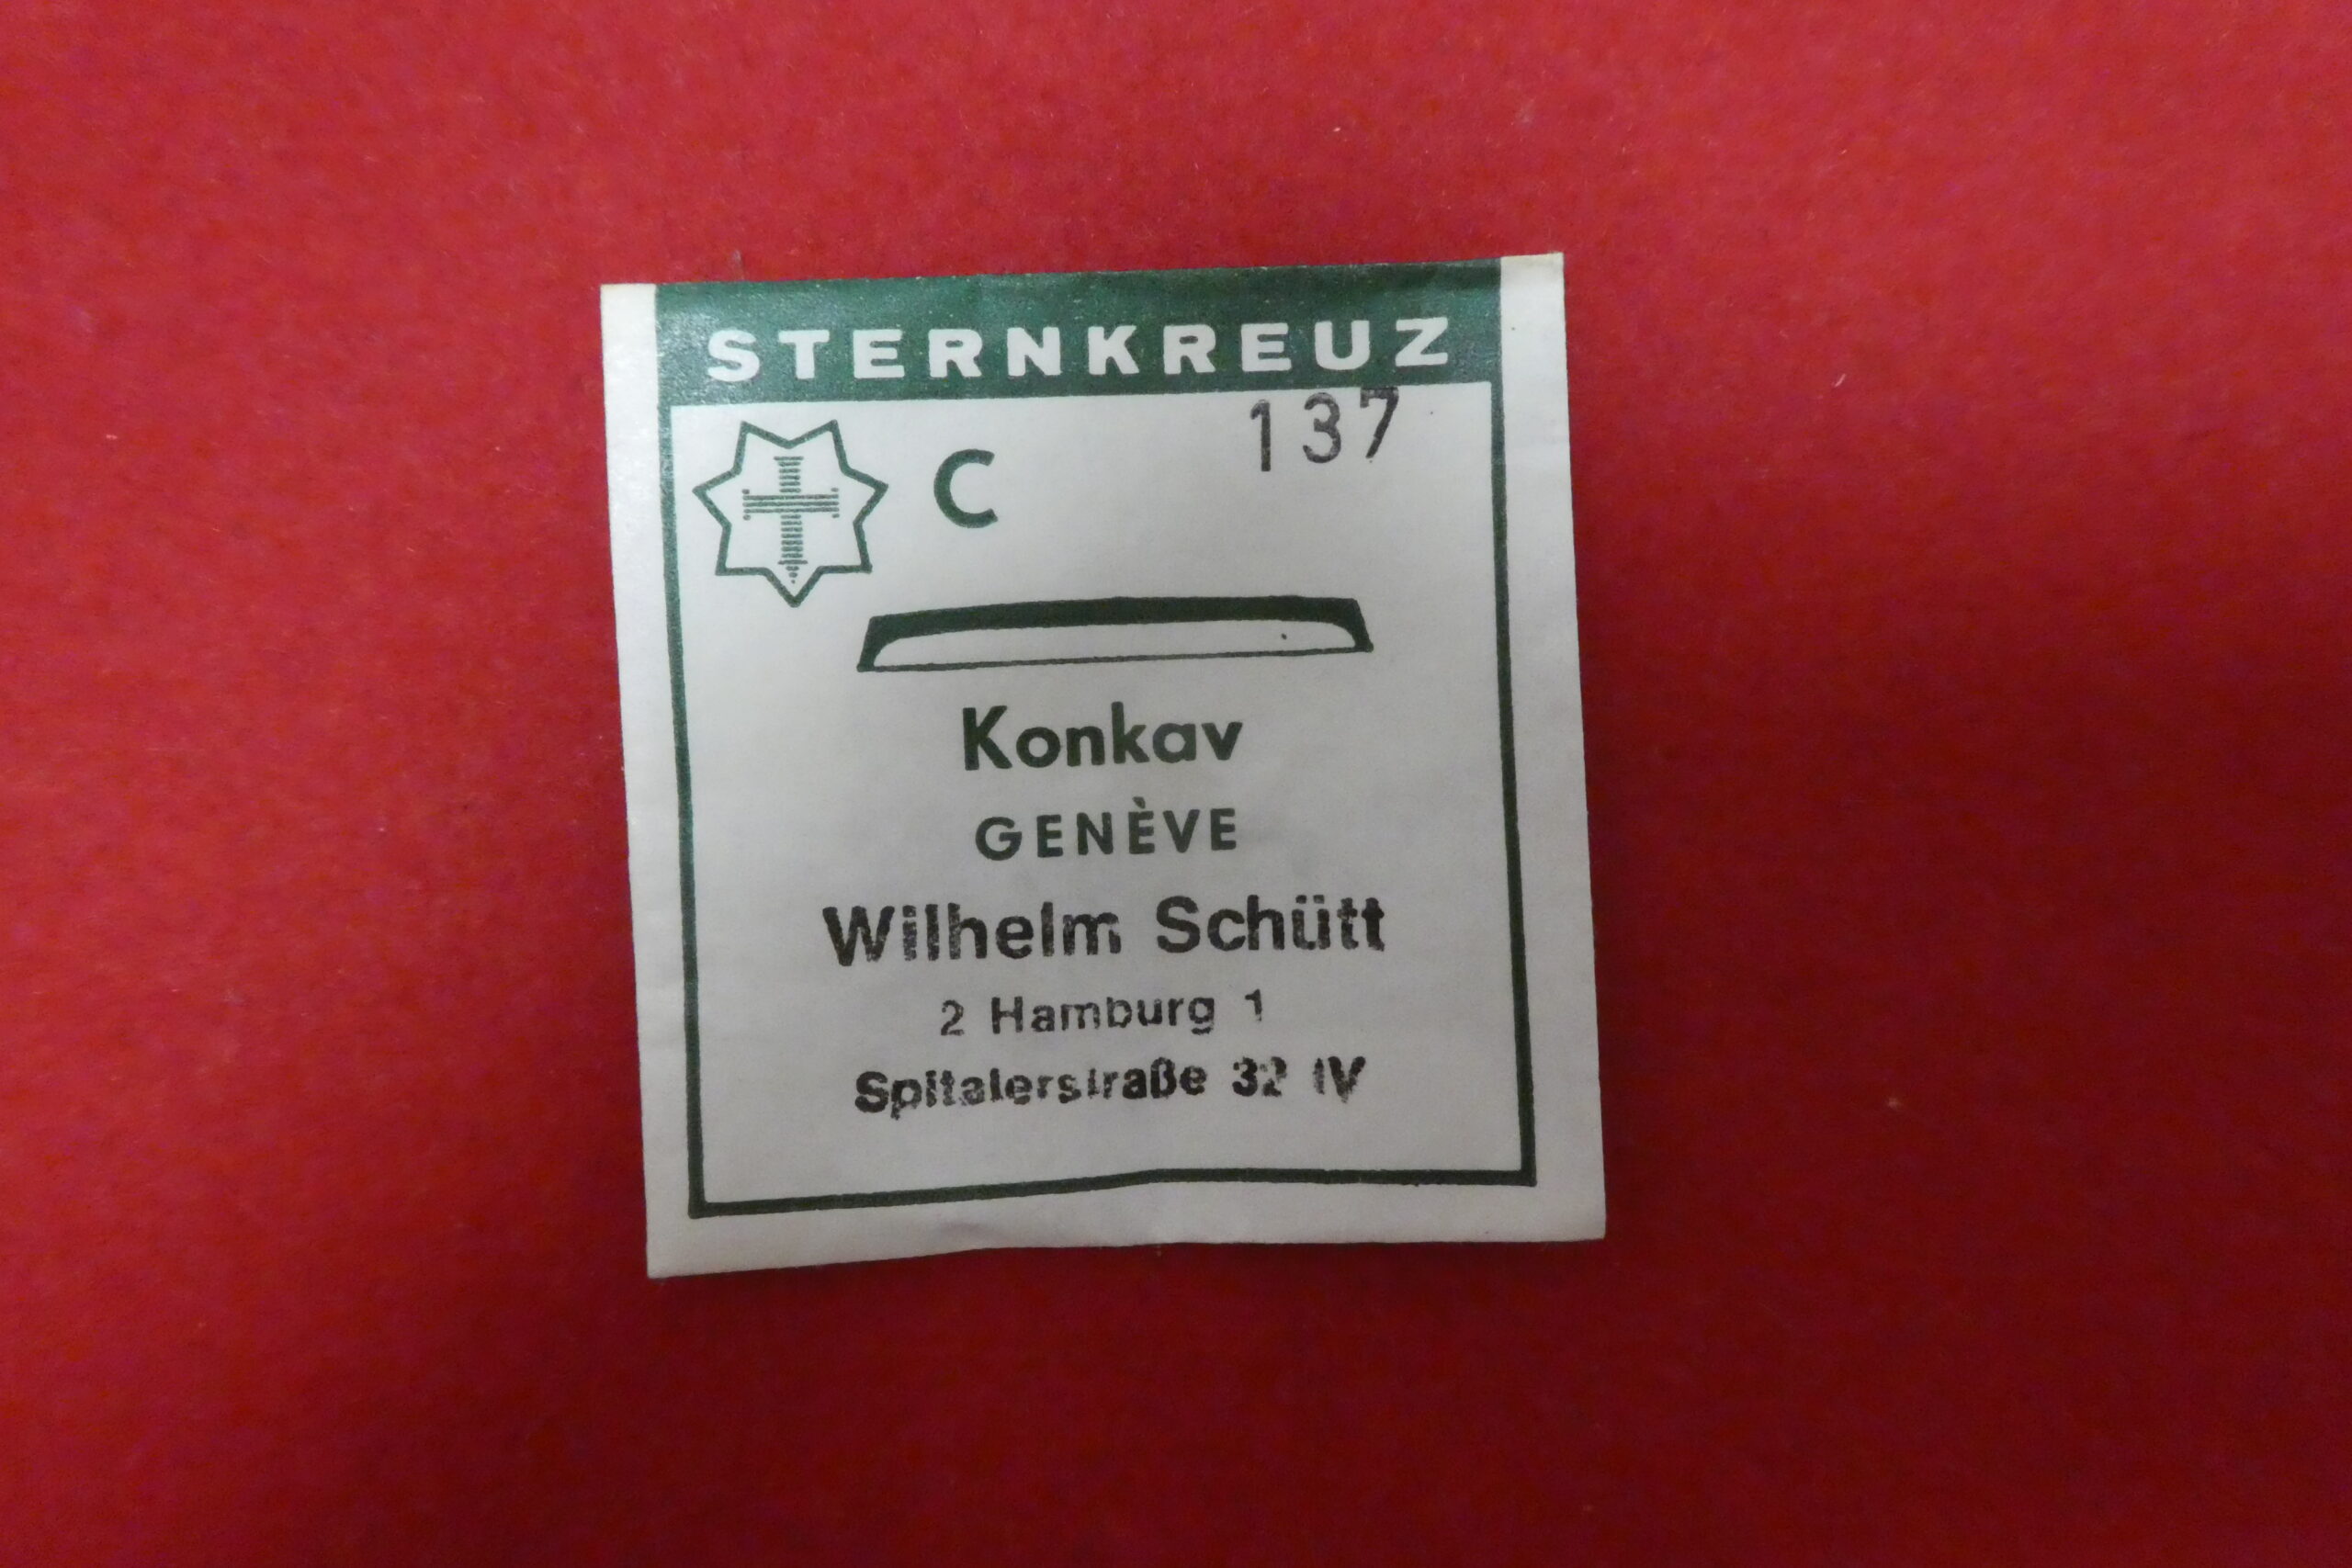 STERNKREUZ
C 137
Konkav
GENÈVE
Wilhelm Schütt
2 Hamburg 1
Spitalerstraße 32 IV